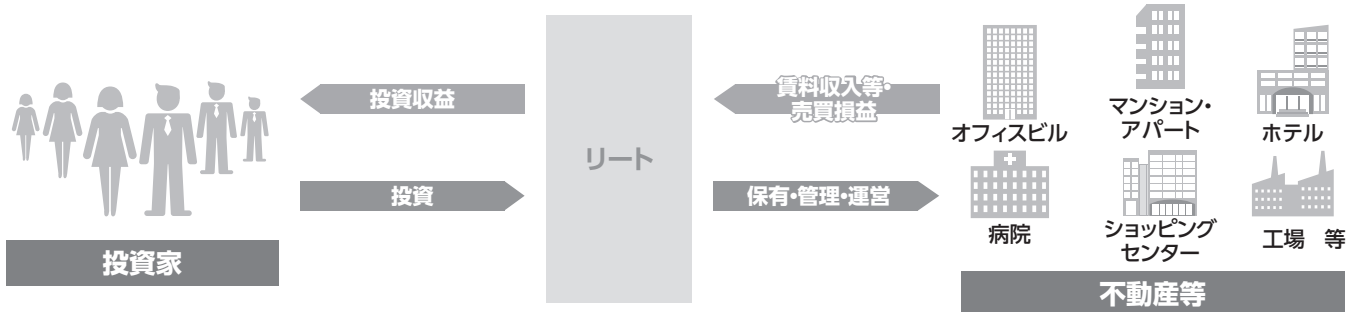 投資家
投資収益
投資
リート
賃料収入等・
売買損益
保有・管理・運営
オフィスビル
マンション・
アパート
ホテル
病院
ショッピング
センター
工場　等
不動産等